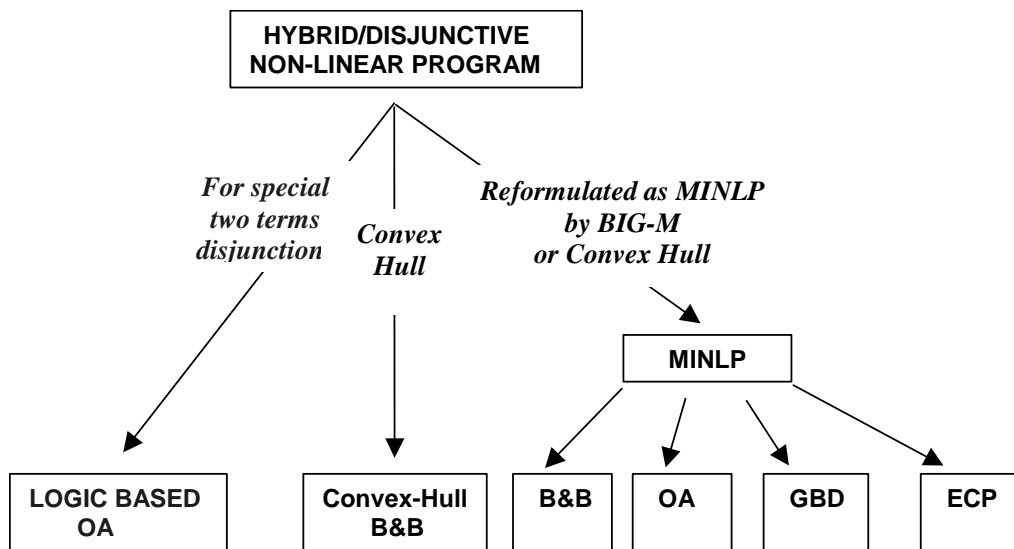 HYBRID/DISJUNCTIVE
NON-LINEAR PROGRAM
For special
two terms
disjunction
Convex
Hull
Reformulated as MINLP
by BIG-M
or Convex Hull
MINLP
LOGIC BASED
OA
Convex-Hull
B&B
B&B
OA
GBD
ECP